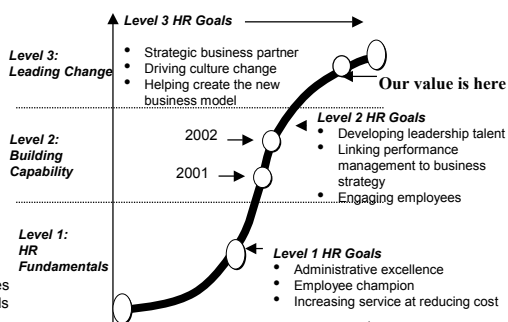 Level 3 HR Goals
Level 3:
Leading Change
• Strategic business partner
• Driving culture change
• Helping create the new
business model
Our value is here
Level 2:
Building
Capability
2002
2001
Level 2 HR Goals
• Developing leadership talent
• Linking performance
management to business
strategy
• Engaging employees
Level 1:
HR
Fundamentals
Level 1 HR Goals
• Administrative excellence
• Employee champion
• Increasing service at reducing cost